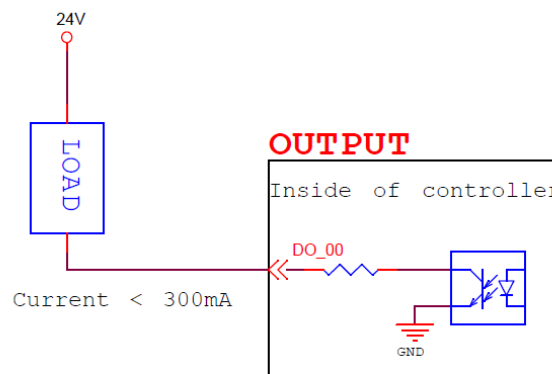 24V
LOAD
OUTPUT
Inside of controller
DO_00
Current < 300mA
GND